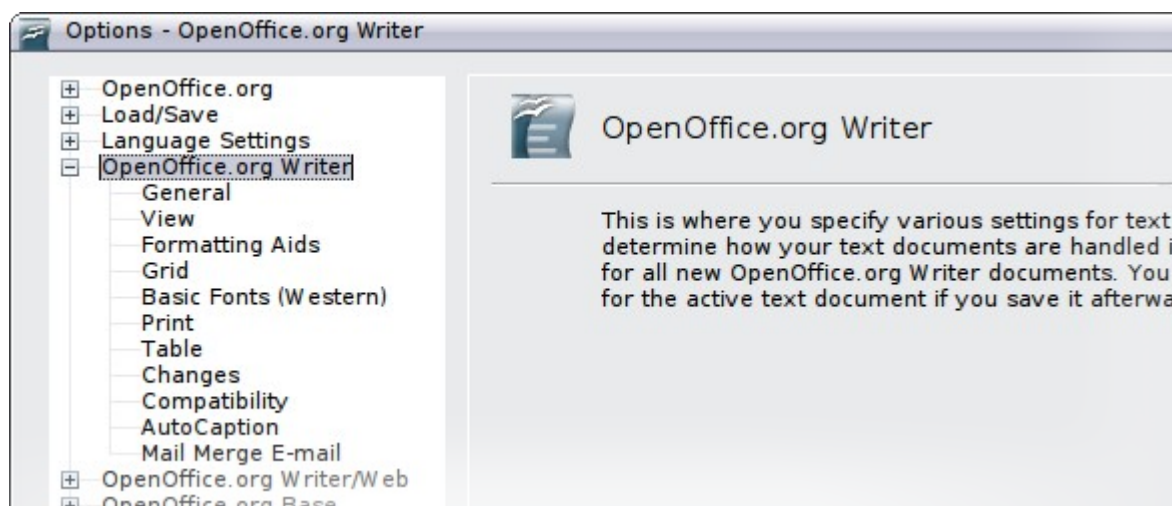 Options - OpenOffice.org Writer
OpenOffice.org
Load/Save
Language Settings
OpenOffice.org Writer
General
View
Formatting Aids
Grid
Basic Fonts (Western)
Print
Table
Changes
Compatibility
AutoCaption
Mail Merge E-mail
OpenOffice.org Writer/Web
OpenOffice.org Base
OpenOffice.org Writer
This is where you specify various settings for text
determine how your text documents are handled
for all new OpenOffice.org Writer documents. You
for the active text document if you save it